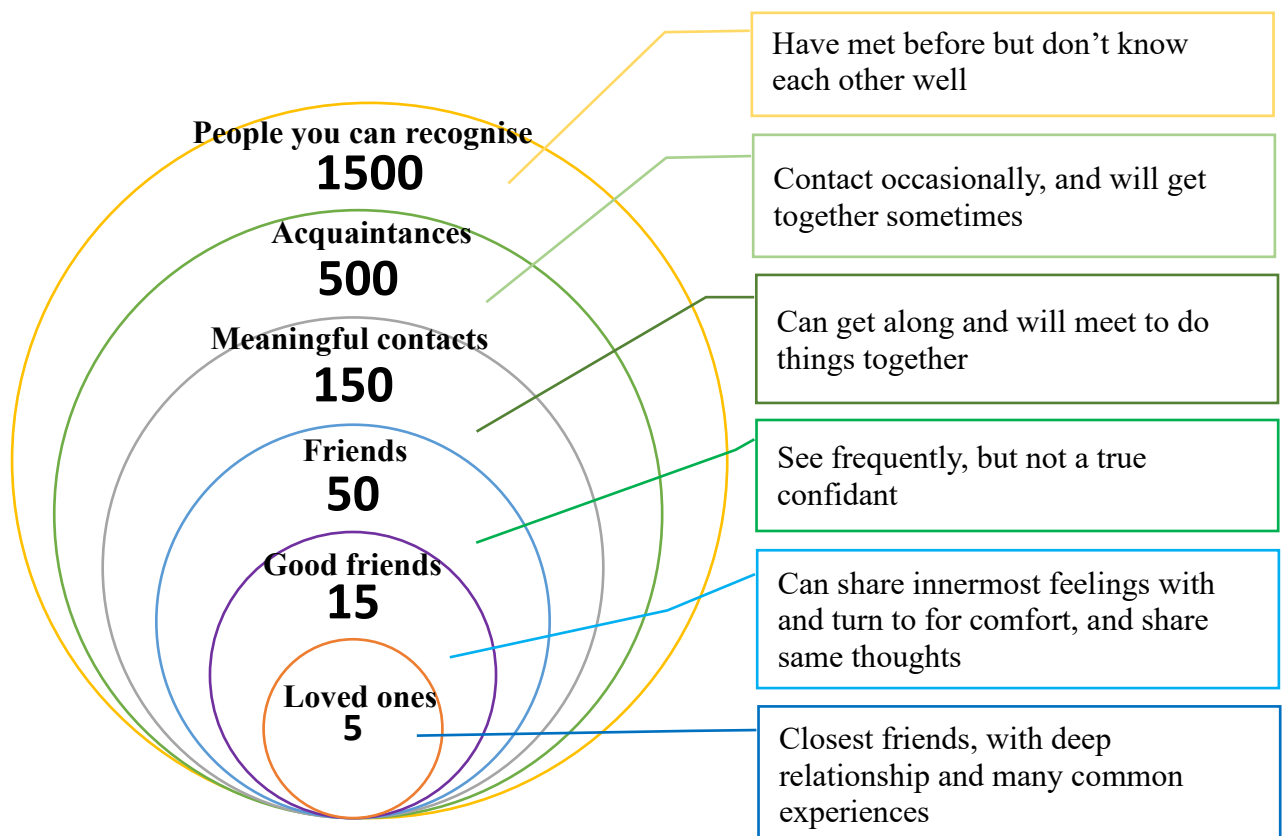 People you can recognise
1500
Acquaintances
500
Meaningful contacts
150
Friends
50
Good friends
15
Loved ones
5
Have met before but don’t know
each other well
Contact occasionally, and will get
together sometimes
Can get along and will meet to do
things together
See frequently, but not a true
confidant
Can share innermost feelings with
and turn to for comfort, and share
same thoughts
Closest friends, with deep
relationship and many common
experiences